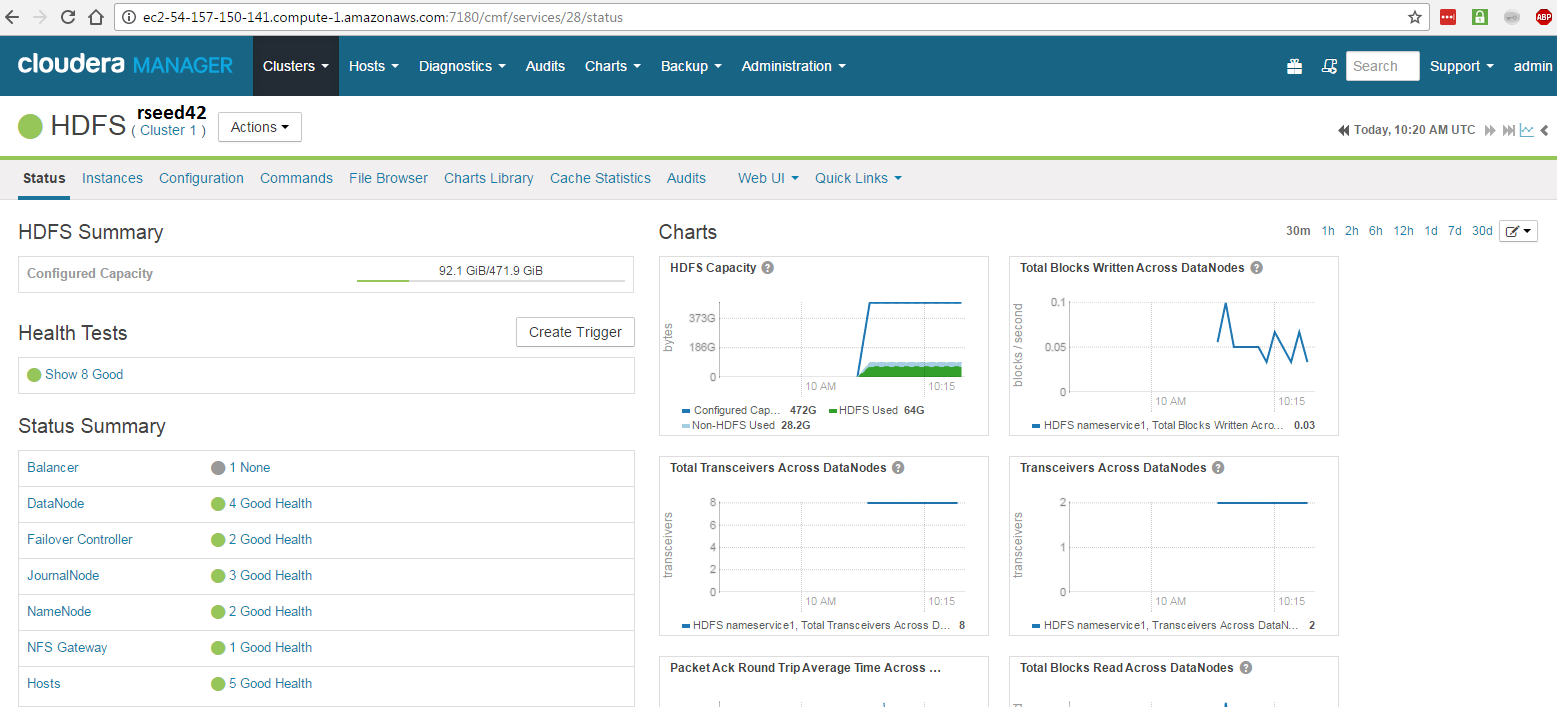 ec2-54-157-150-141.compute-1.amazonaws.com:7180/cmf/services/28/status
ABP
cloudera MANAGER Clusters Hosts Diagnostics Audits Charts Backup Administration Search Support admin
HDFS rseed42 ( Cluster 1 ) Actions
Today, 10:20 AM UTC
Status Instances Configuration Commands File Browser Charts Library Cache Statistics Audits Web UI Quick Links
HDFS Summary
Configured Capacity 92.1 GiB/471.9 GiB
Health Tests
Create Trigger
Show 8 Good
Status Summary
Balancer 1 None
DataNode 4 Good Health
Failover Controller 2 Good Health
JournalNode 3 Good Health
NameNode 2 Good Health
NFS Gateway 1 Good Health
Hosts 5 Good Health
Charts
30m 1h 2h 6h 12h 1d 7d 30d
HDFS Capacity ?
bytes
373G
186G
0
10 AM 10:15
Configured Cap... 472G HDFS Used 64G
Non-HDFS Used 28.2G
Total Blocks Written Across DataNodes ?
blocks / second
0.1
0.05
0
10 AM 10:15
HDFS nameservice1, Total Blocks Written Acro... 0.03
Total Transceivers Across DataNodes ?
transceivers
8
6
4
2
0
10 AM 10:15
HDFS nameservice1, Total Transceivers Across D... 8
Transceivers Across DataNodes ?
transceivers
2
1
0
10 AM 10:15
HDFS nameservice1, Transceivers Across DataN... 2
Packet Ack Round Trip Average Time Across ...
Total Blocks Read Across DataNodes ?